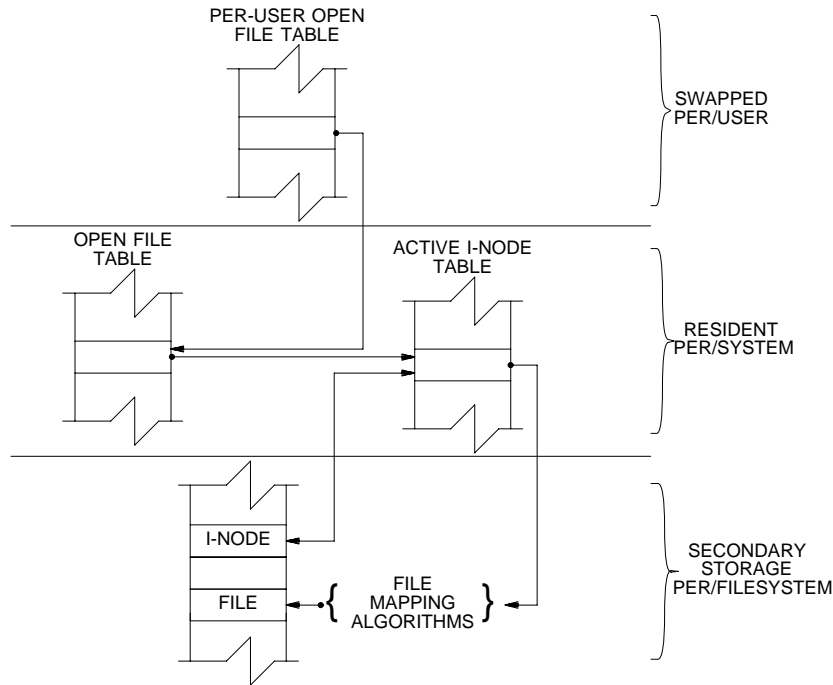 PER-USER OPEN
FILE TABLE
SWAPPED
PER/USER
OPEN FILE
TABLE
ACTIVE I-NODE
TABLE
RESIDENT
PER/SYSTEM
I-NODE
FILE
{ FILE }
MAPPING
ALGORITHMS
SECONDARY
STORAGE
PER/FILESYSTEM